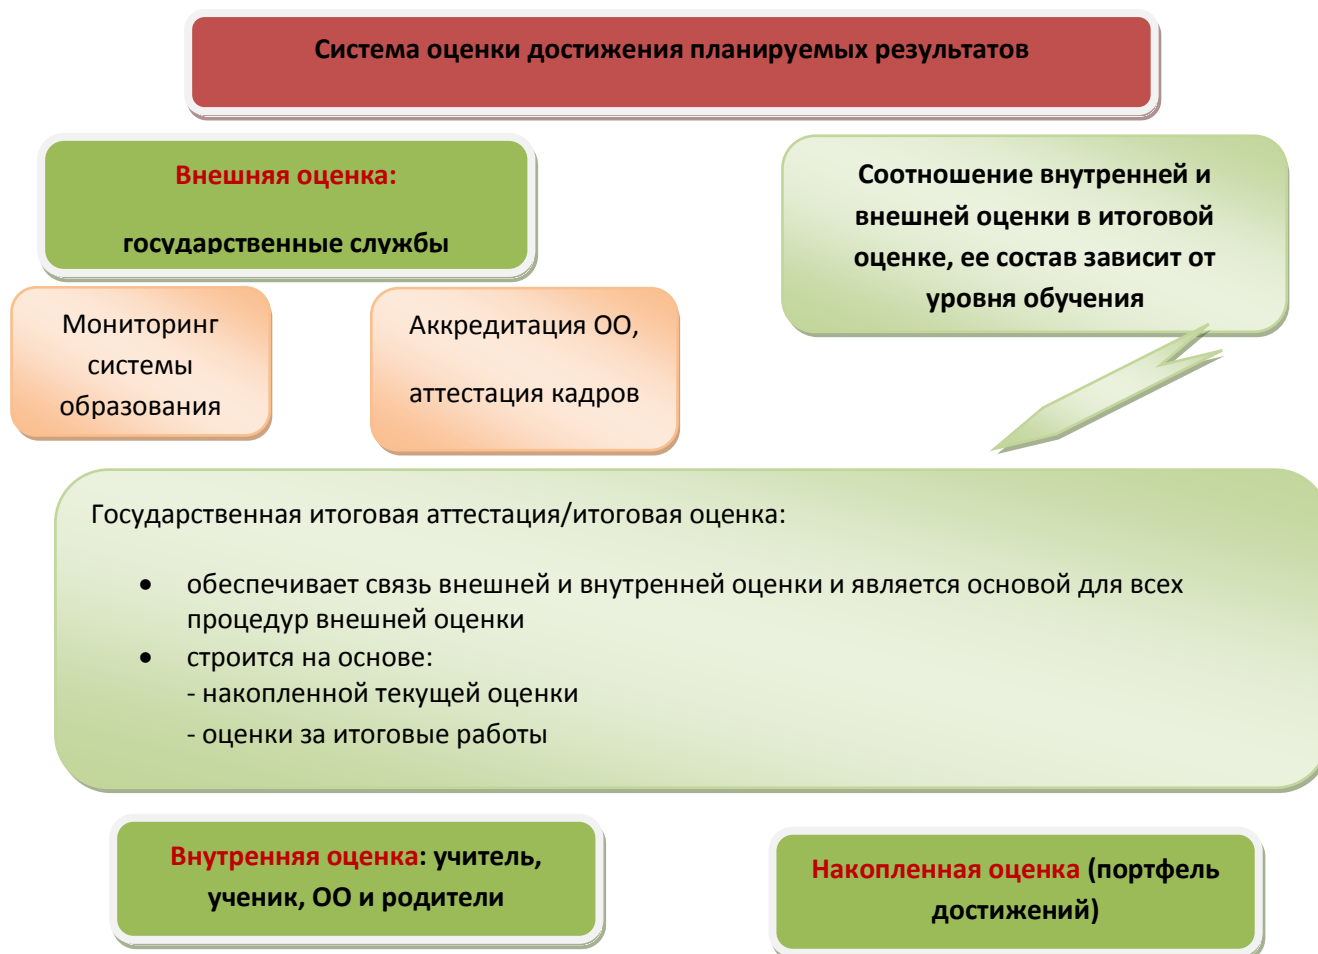 Система оценки достижения планируемых результатов
Внешняя оценка:
государственные службы
Соотношение внутренней и
внешней оценки в итоговой
оценке, ее состав зависит от
уровня обучения
Мониторинг
системы
образования
Аккредитация ОО,
аттестация кадров
Государственная итоговая аттестация/итоговая оценка:
• обеспечивает связь внешней и внутренней оценки и является основой для всех
процедур внешней оценки
• строится на основе:
- накопленной текущей оценки
- оценки за итоговые работы
Внутренняя оценка: учитель,
ученик, ОО и родители
Накопленная оценка (портфель
достижений)